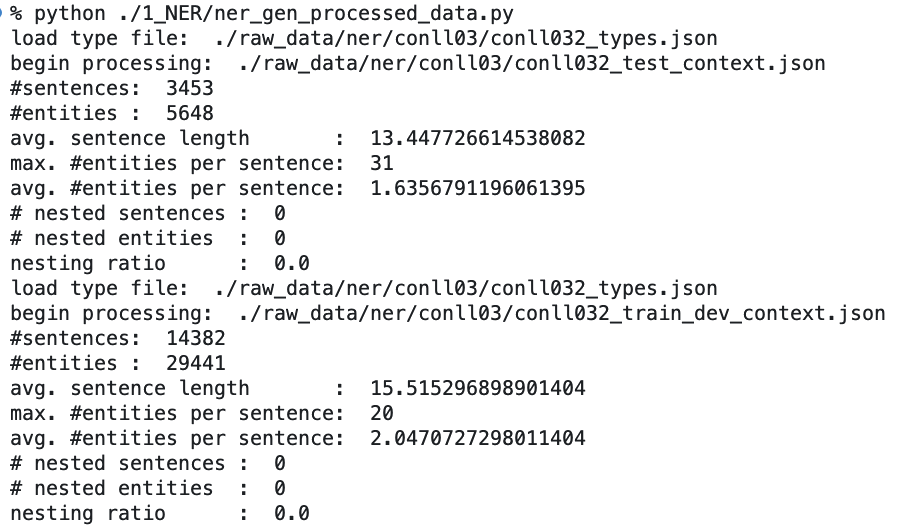 % python ./1_NER/ner_gen_processed_data.py
load type file:  ./raw_data/ner/conll03/conll032_types.json
begin processing:  ./raw_data/ner/conll03/conll032_test_context.json
#sentences:  3453
#entities :  5648
avg. sentence length       :  13.447726614538082
max. #entities per sentence:  31
avg. #entities per sentence:  1.6356791196061395
# nested sentences :  0
# nested entities  :  0
nesting ratio      :  0.0
load type file:  ./raw_data/ner/conll03/conll032_types.json
begin processing:  ./raw_data/ner/conll03/conll032_train_dev_context.json
#sentences:  14382
#entities :  29441
avg. sentence length       :  15.515296898901404
max. #entities per sentence:  20
avg. #entities per sentence:  2.0470727298011404
# nested sentences :  0
# nested entities  :  0
nesting ratio      :  0.0